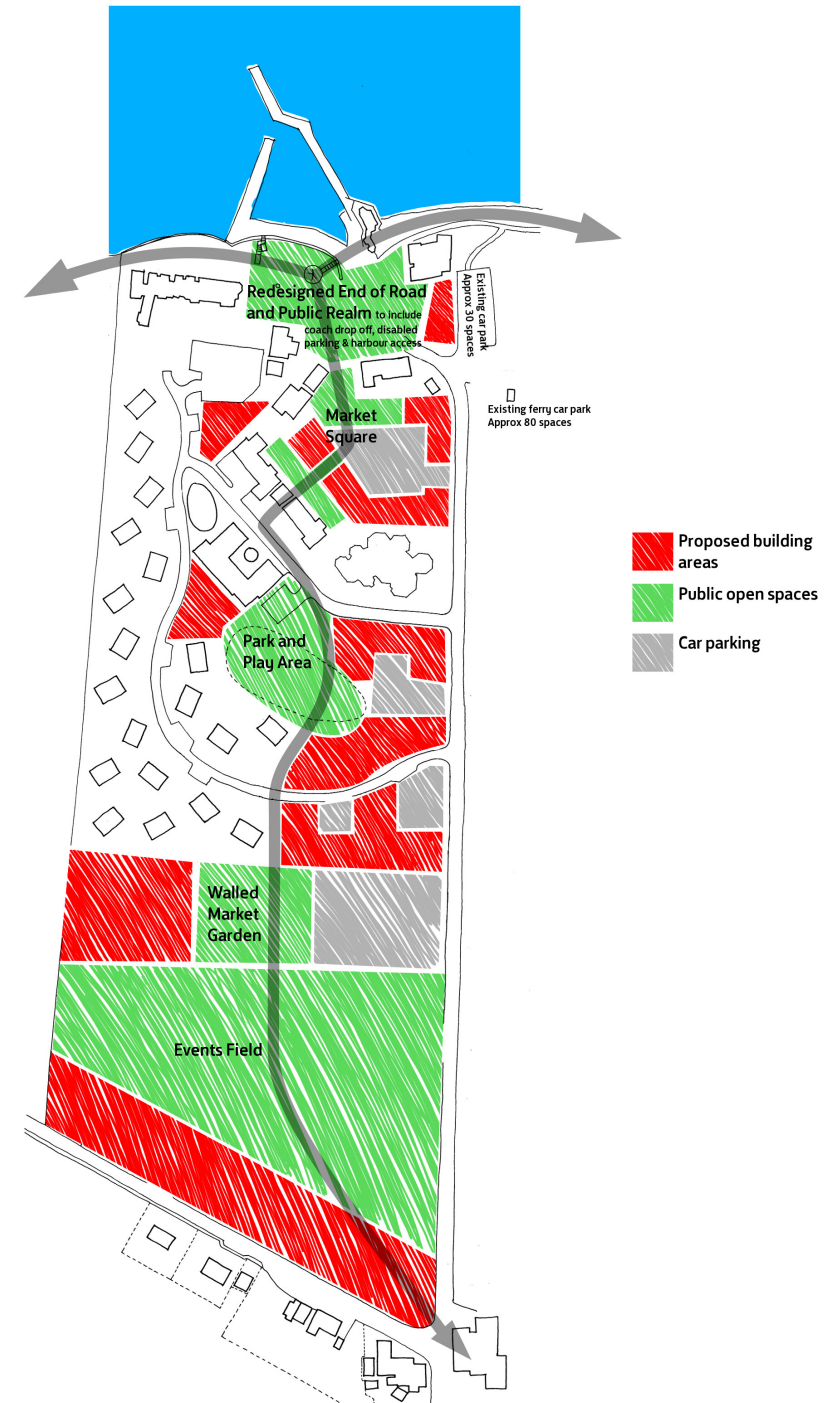 Redesigned End of Road
and Public Realm to include
coach drop off, disabled
parking & harbour access
Existing car park
Approx 30 spaces
Market
Square
Existing ferry car park
Approx 80 spaces
Proposed building
areas
Public open spaces
Car parking
Park and
Play Area
Walled
Market
Garden
Events Field